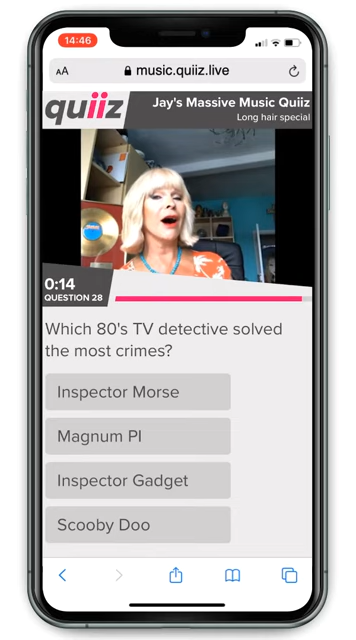 14:46
AA
music.quiiz.live
quiiz
Jay's Massive Music Quiiz
Long hair special
0:14
QUESTION 28
Which 80's TV detective solved
the most crimes?
Inspector Morse
Magnum PI
Inspector Gadget
Scooby Doo